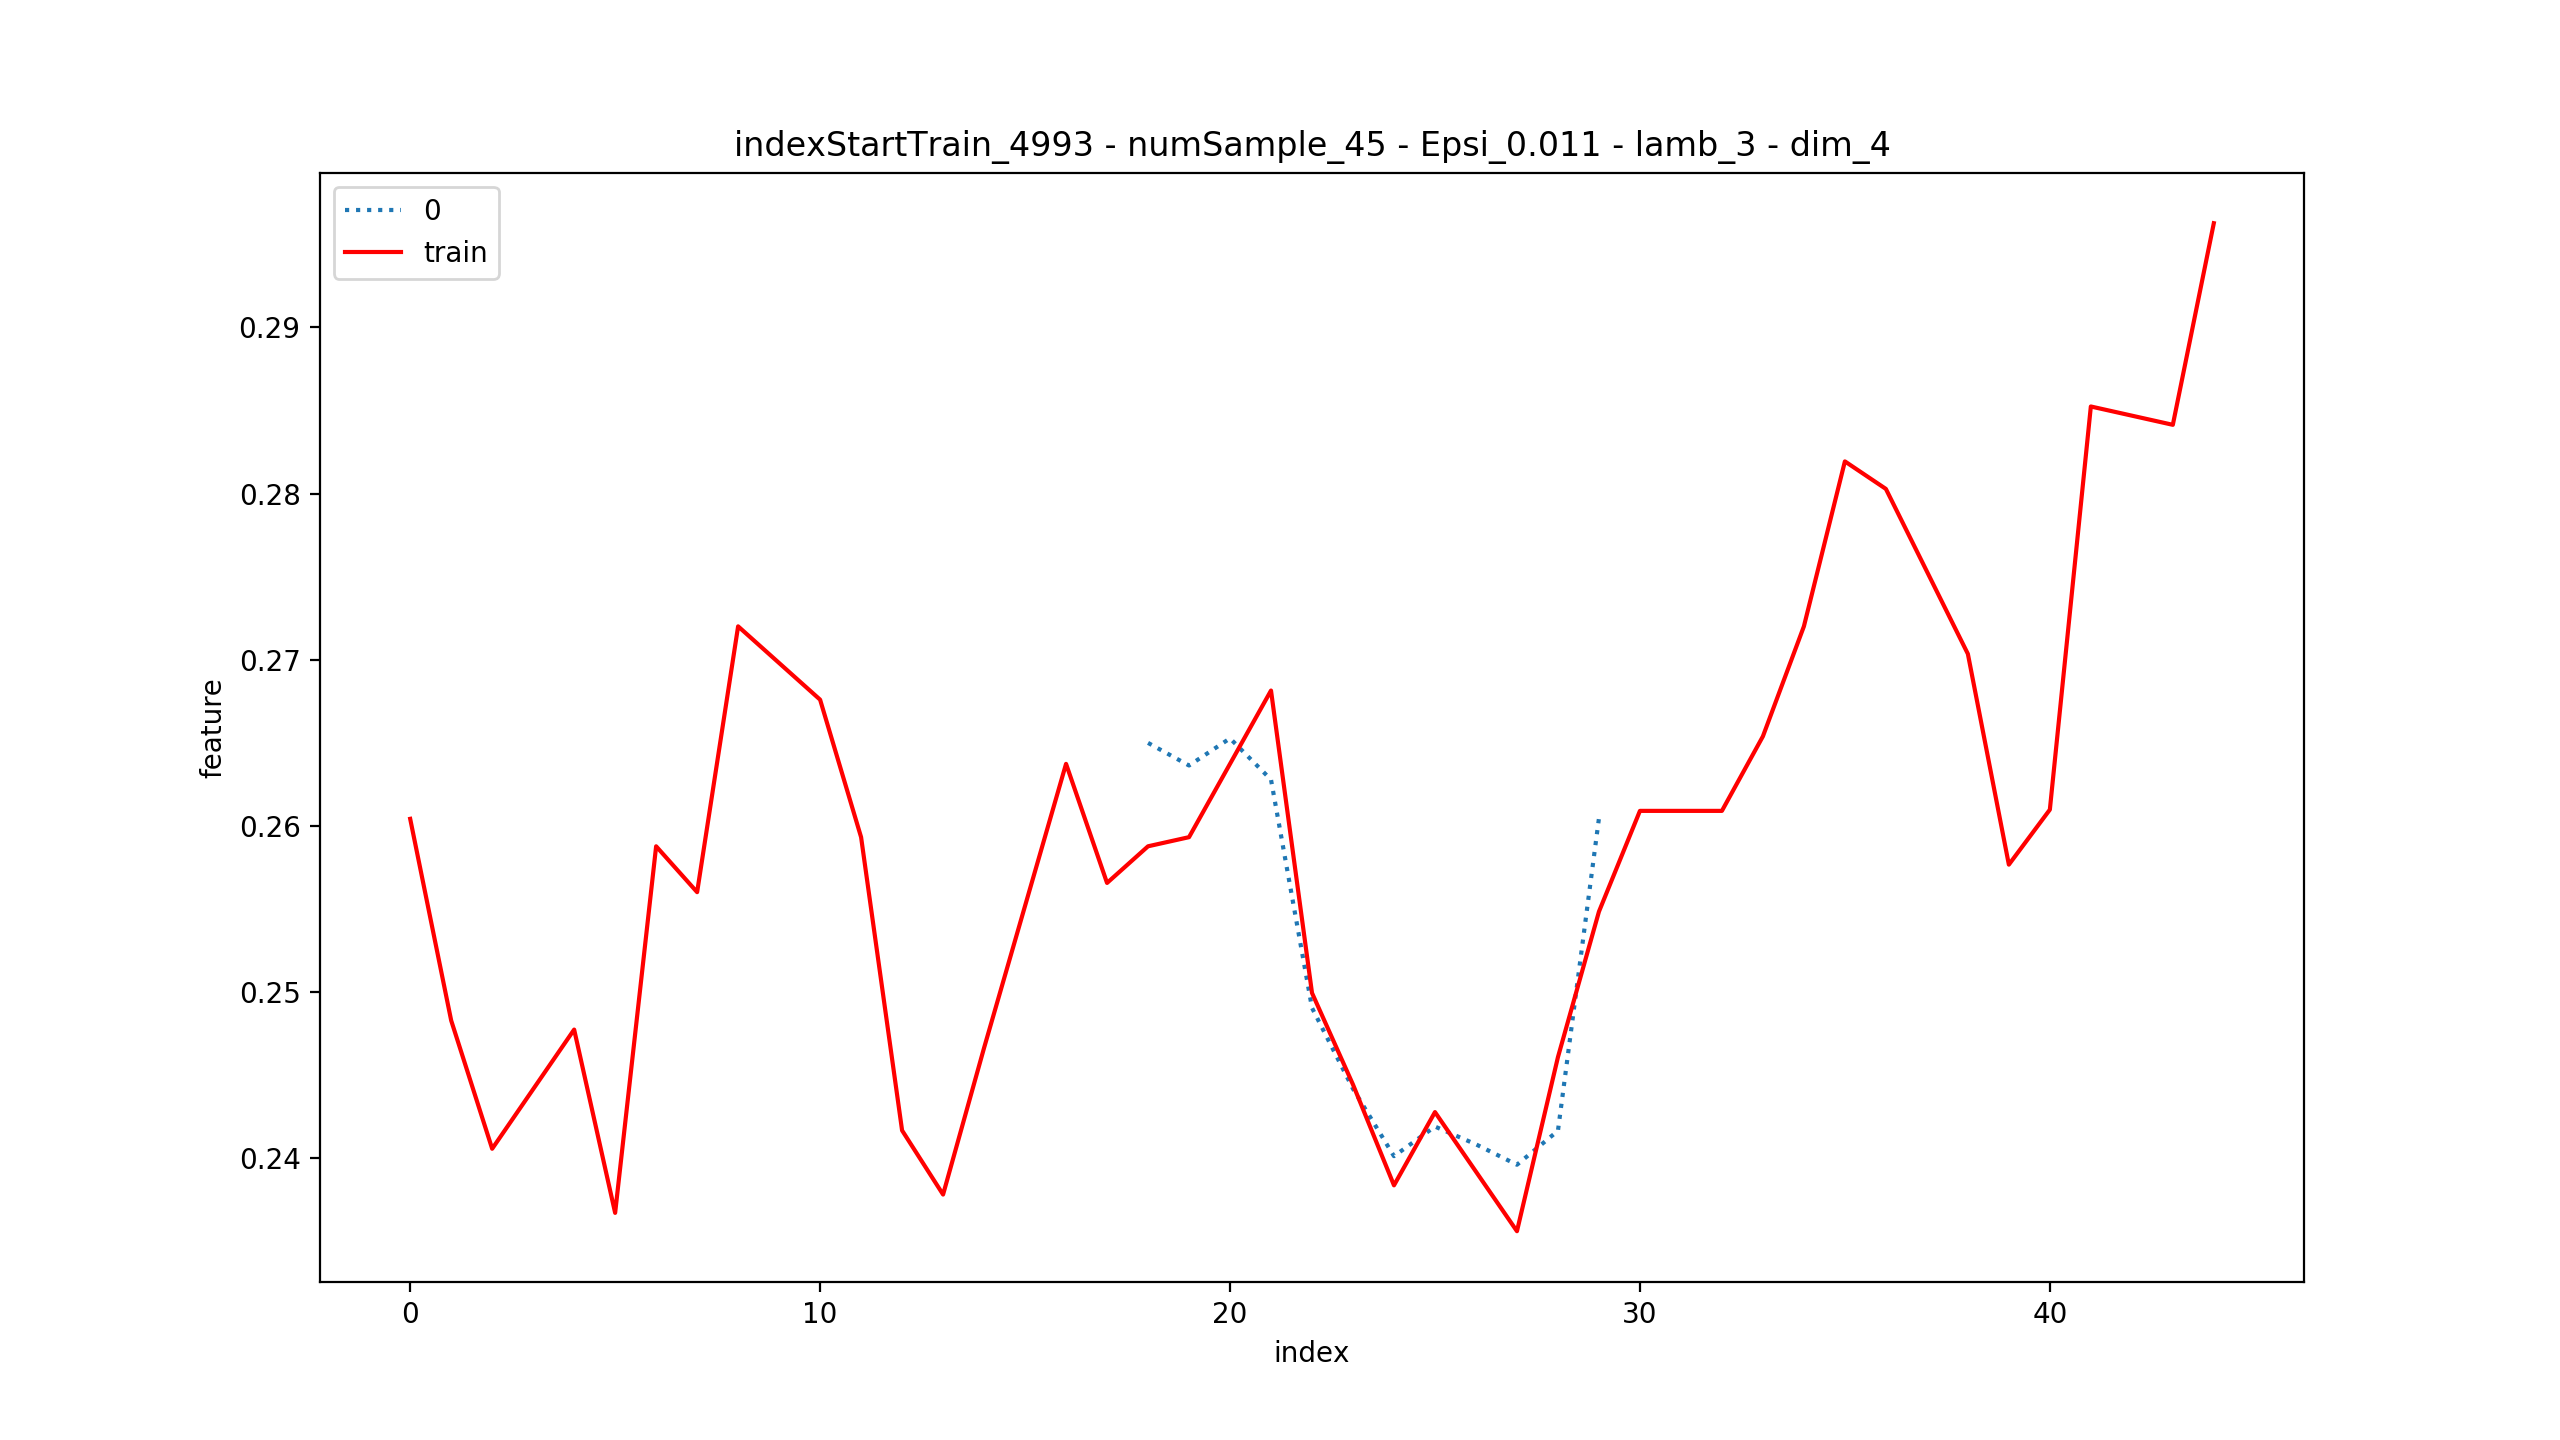 indexStartTrain_4993 - numSample_45 - Epsi_0.011 - lamb_3 - dim_4
0
train
0.29
0.28
0.27
0.26
0.25
0.24
feature
0 10 20 30 40
index